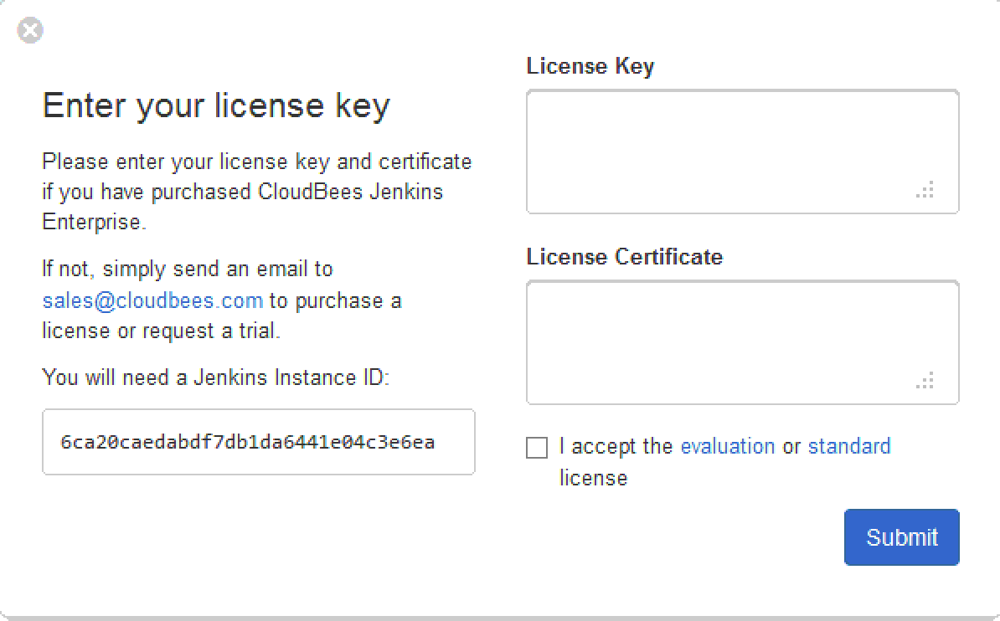 Enter your license key
Please enter your license key and certificate
if you have purchased CloudBees Jenkins
Enterprise.
If not, simply send an email to
sales@cloudbees.com to purchase a
license or request a trial.
You will need a Jenkins Instance ID:
6ca20caedabdf7db1da6441e04c3e6ea
License Key
License Certificate
I accept the evaluation or standard
license
Submit